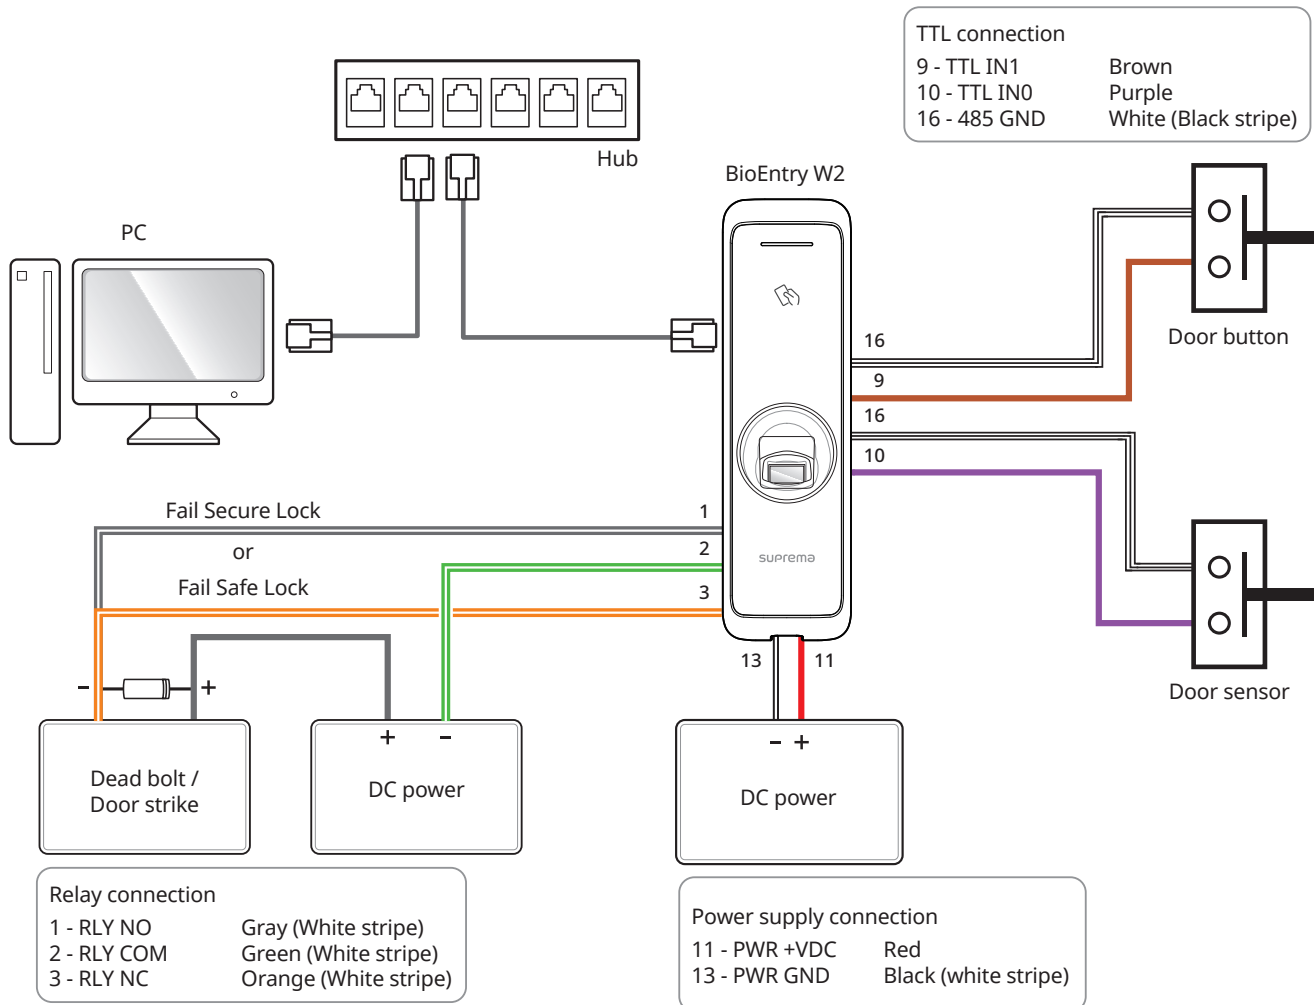 TTL connection
9 - TTL IN1 Brown
10 - TTL IN0 Purple
16 - 485 GND White (Black stripe)
Hub
BioEntry W2
PC
Door button
16
9
16
10
Fail Secure Lock
or
Fail Safe Lock
1
2
3
suprema
13 11
Door sensor
- +
+ -
- +
Dead bolt /
Door strike
DC power
DC power
Relay connection
1 - RLY NO Gray (White stripe)
2 - RLY COM Green (White stripe)
3 - RLY NC Orange (White stripe)
Power supply connection
11 - PWR +VDC Red
13 - PWR GND Black (white stripe)